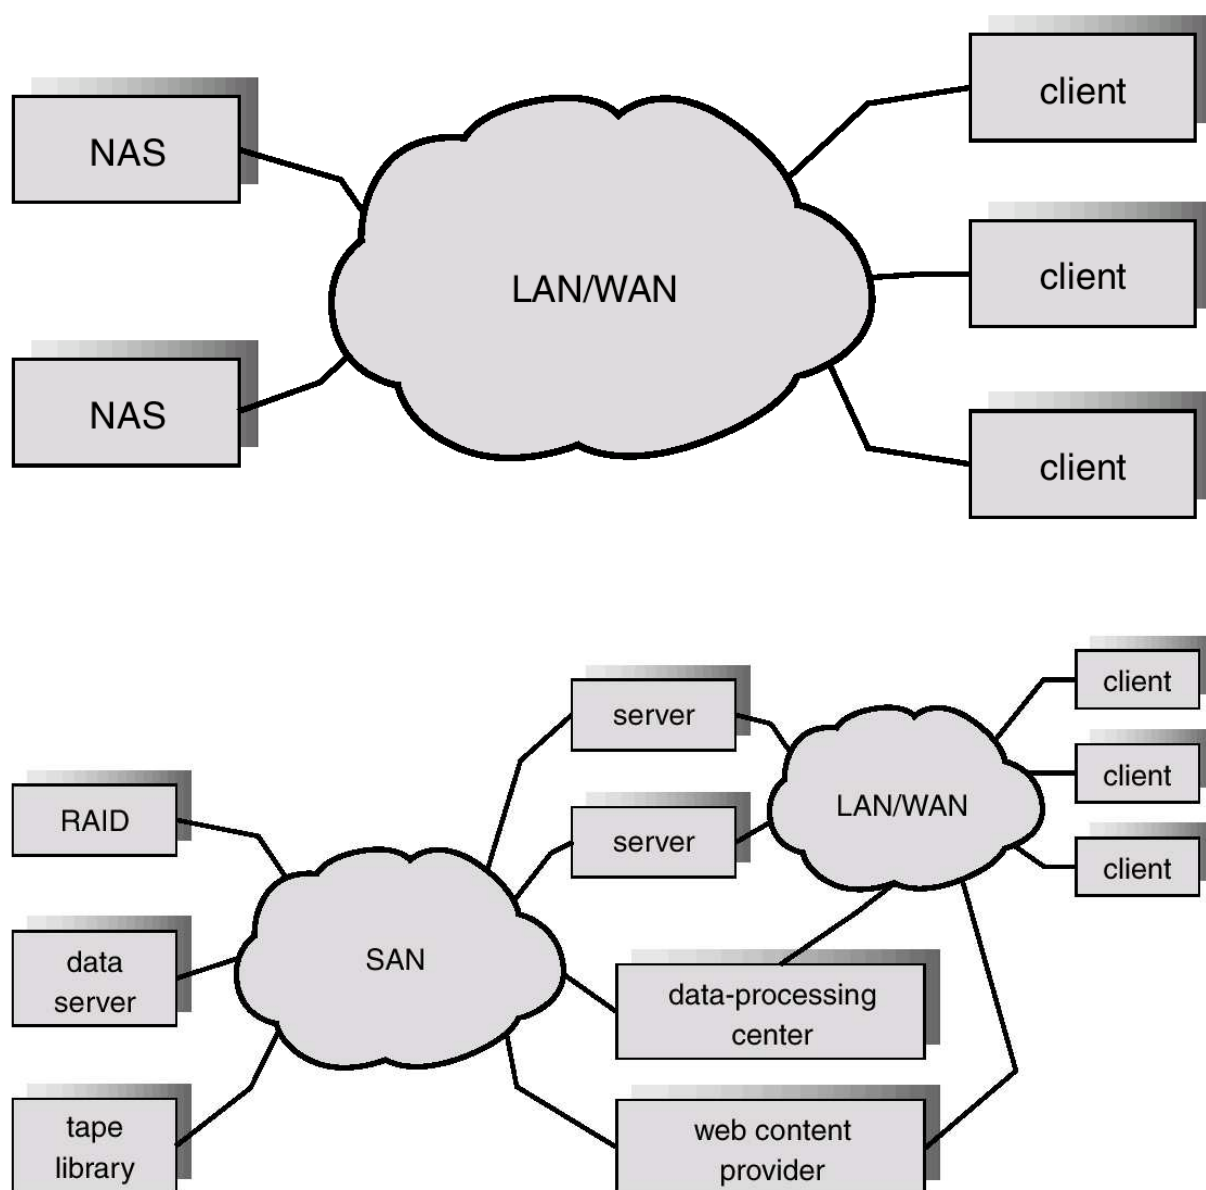 client
NAS
client
LAN/WAN
NAS
client
client
server
client
LAN/WAN
RAID
server
client
data
server
SAN
data-processing
center
tape
library
web content
provider